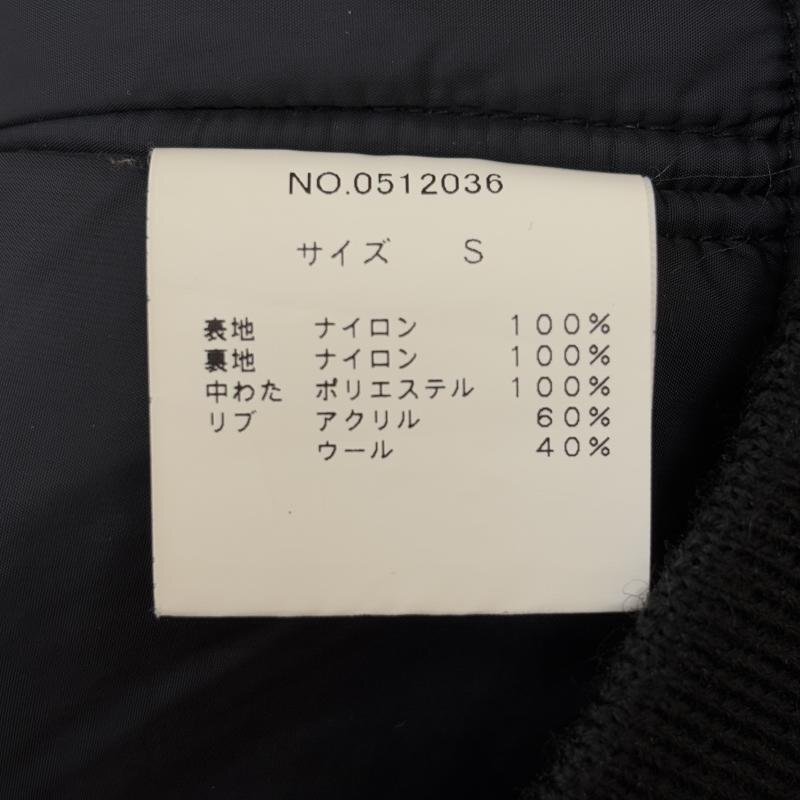 NO.0512036
サイズ S
表地 ナイロン 100%
裏地 ナイロン 100%
中わた ポリエステル 100%
リブ アクリル 60%
ウール 40%